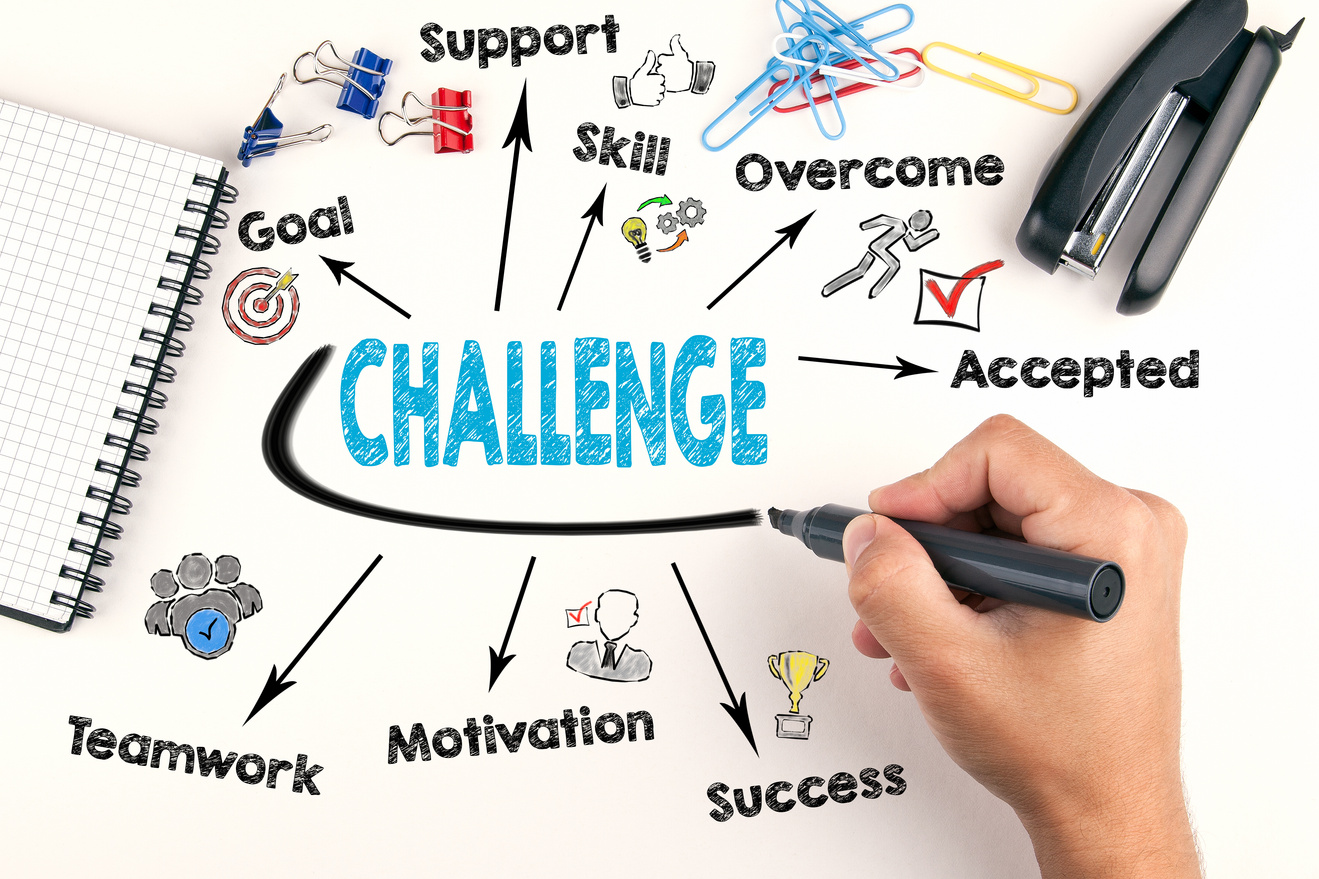 Support
Skill
Overcome
Goal
CHALLENGE
Accepted
Teamwork
Motivation
Success